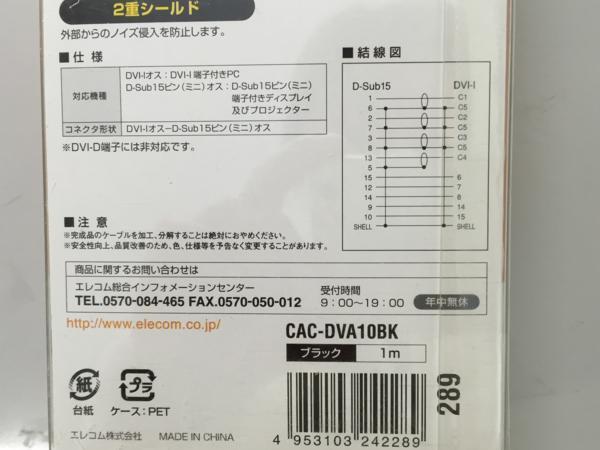 2重シールド
外部からのノイズ侵入を防止します。
■仕様
対応機種
DVI-Iオス：DVI-I 端子付きPC
D-Sub15ピン（ミニ）オス：D-Sub15ピン（ミニ）
端子付きディスプレイ
及びプロジェクター
コネクタ形状 DVI-Iオス－D-Sub15ピン（ミニ）オス
※DVI-D端子には非対応です。
■結線図
D-Sub15 DVI-I
1 C1
6 C5
2 C2
7 C5
3 C3
8 C5
13 C4
5
15 6
12 7
9 14
10 15
SHELL SHELL
■注意
※完成品のケーブルを加工、分解することは絶対におやめください。
※安全性向上、品質改善のため、色、仕様等を予告なく変更することがあります。
商品に関するお問い合わせは
エレコム総合インフォメーションセンター
TEL.0570-084-465 FAX.0570-050-012
受付時間
9：00〜19：00
年中無休
http://www.elecom.co.jp/
CAC-DVA10BK
ブラック 1m
紙
台紙
プラ
ケース：PET
エレコム株式会社 MADE IN CHINA
4 953103 242289
289